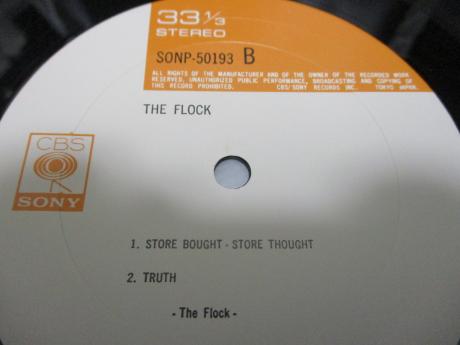 33 1/3
STEREO
SONP-50193 B
ALL RIGHTS OF THE MANUFACTURER AND OF THE OWNER OF THE RECORDED WORK
RESERVED, UNAUTHORIZED PUBLIC PERFORMANCE, BROADCASTING AND COPYING OF
THIS RECORD PROHIBITED. CBS/SONY RECORDS INC. TOKYO JAPAN.
THE FLOCK
CBS
SONY
1. STORE BOUGHT - STORE THOUGHT
2. TRUTH
- The Flock -